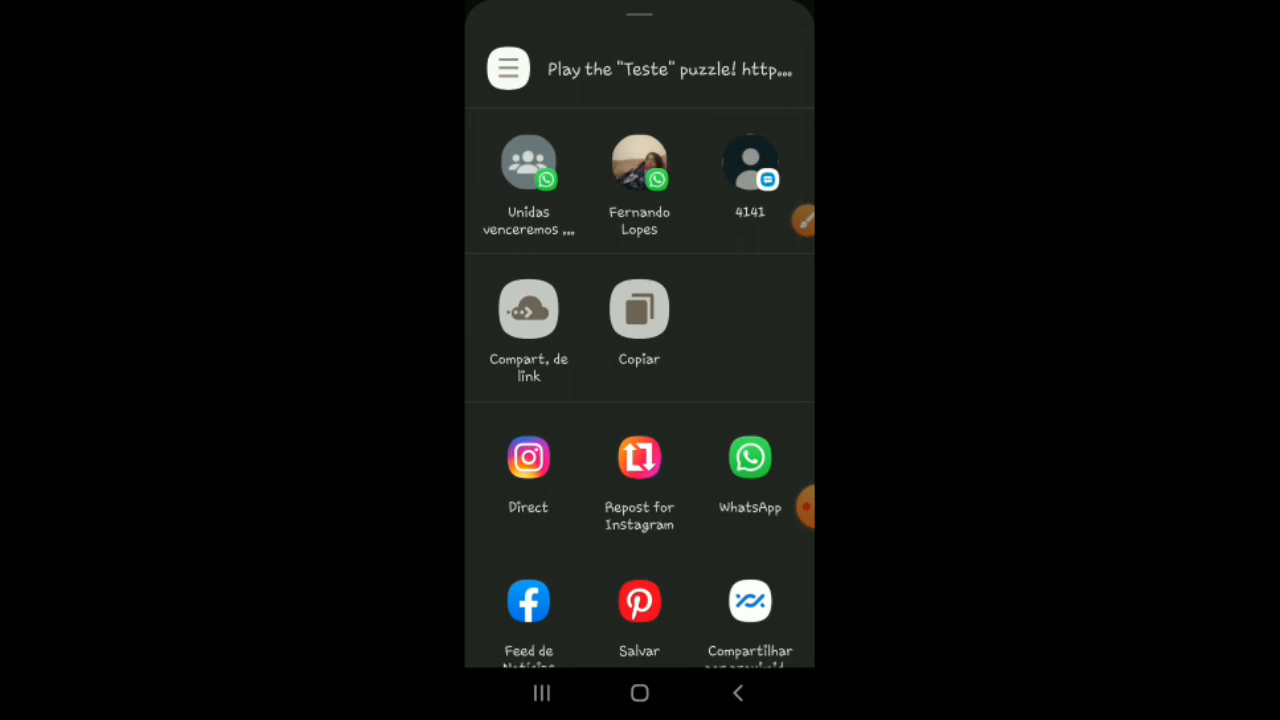 Play the "Teste" puzzle! http...
Unidas
venceremos ...
Fernando
Lopes
4141
Compart. de
link
Copiar
Direct
Repost for
Instagram
WhatsApp
Feed de
Notícias
Salvar
Compartilhar